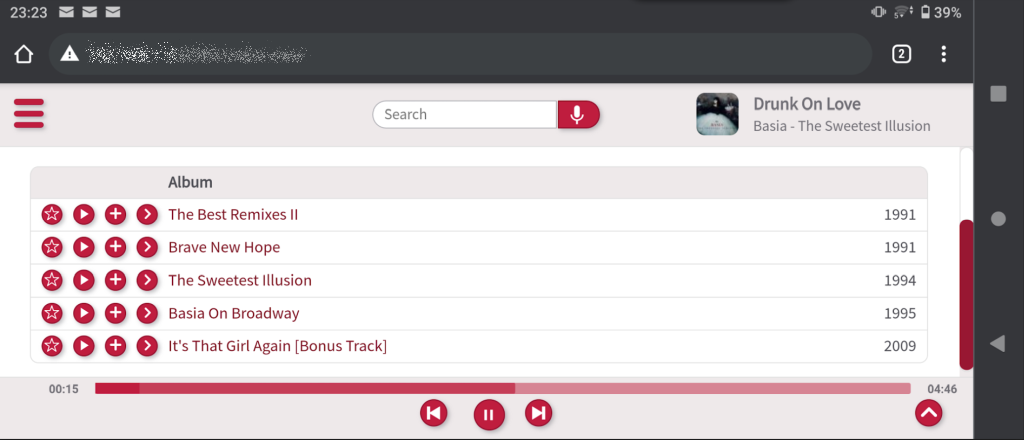 23:23 39%
2
Search
Drunk On Love
Basia - The Sweetest Illusion
Album
The Best Remixes II 1991
Brave New Hope 1991
The Sweetest Illusion 1994
Basia On Broadway 1995
It's That Girl Again [Bonus Track] 2009
00:15 04:46